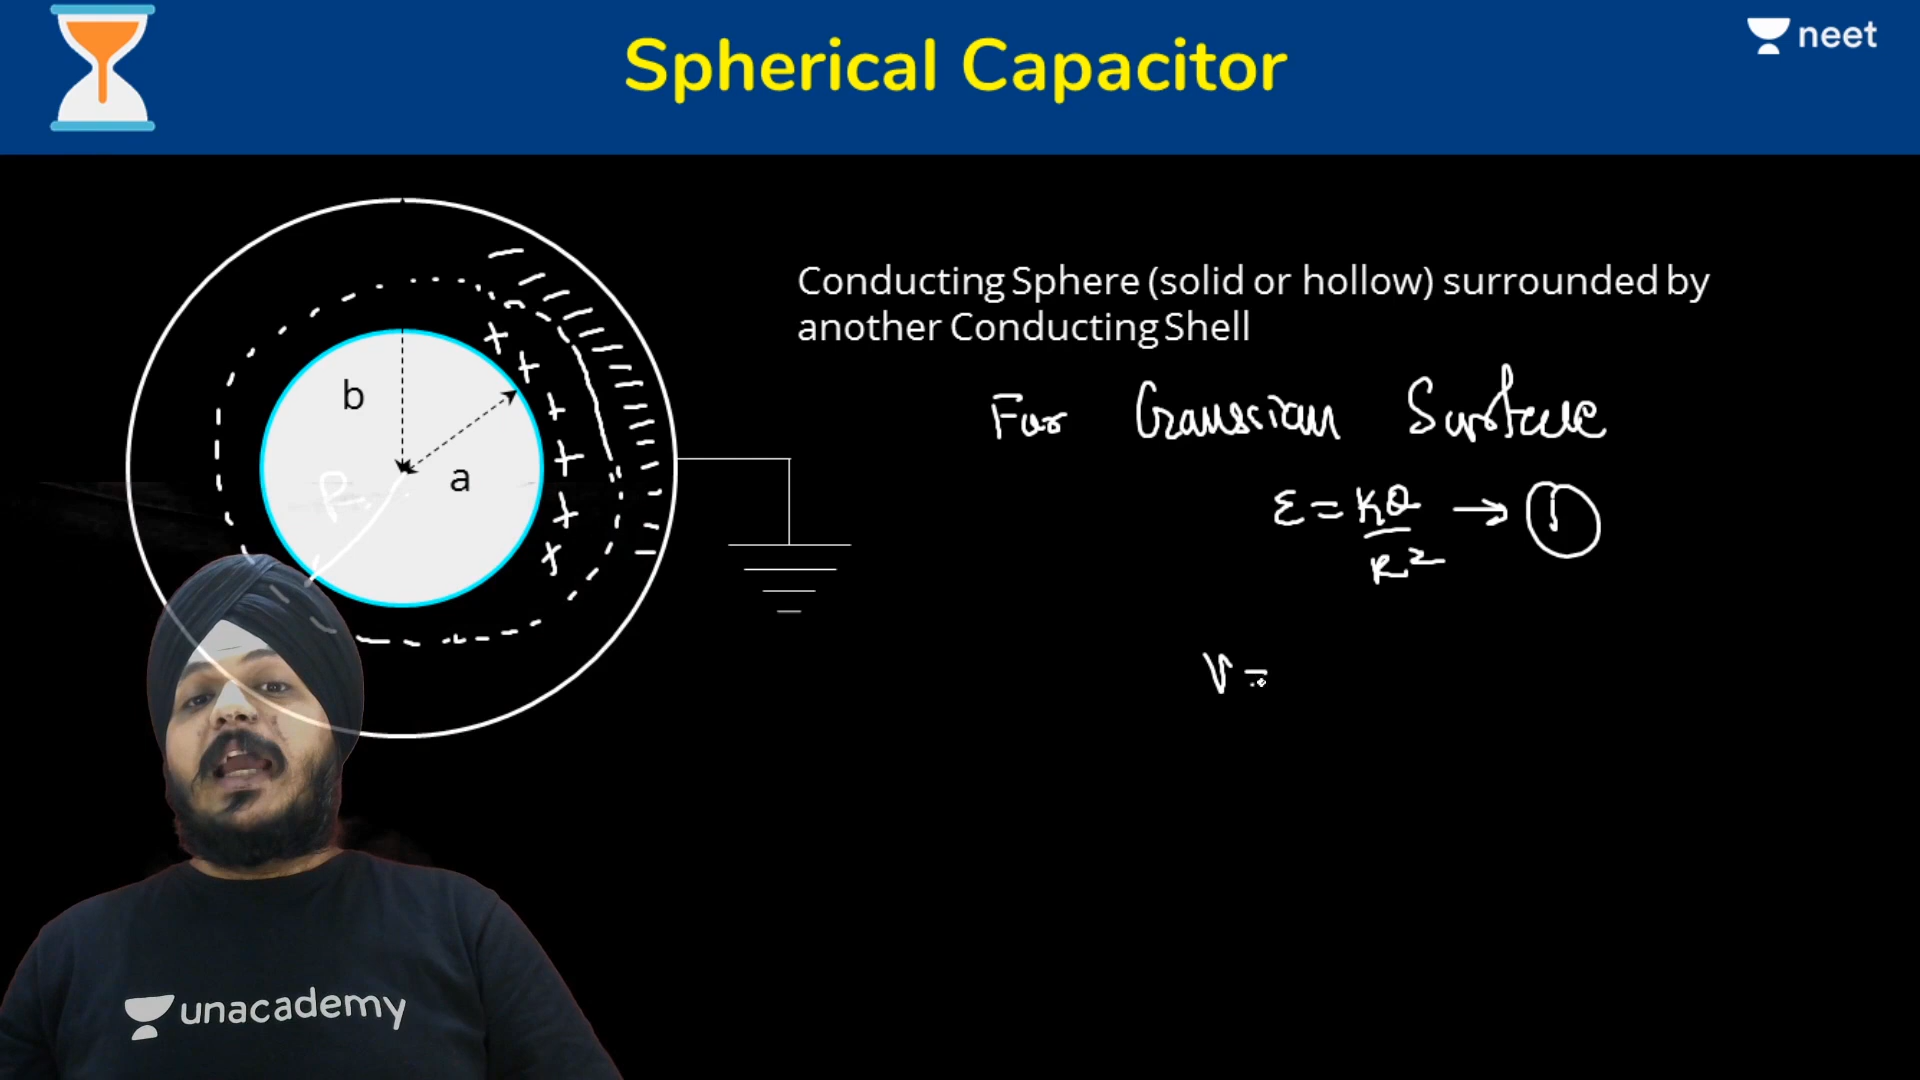 Spherical Capacitor
neet
Conducting Sphere (solid or hollow) surrounded by
another Conducting Shell
b
a
R
For Gaussian Surface
E = KQ/R² → ①
V =
unacademy